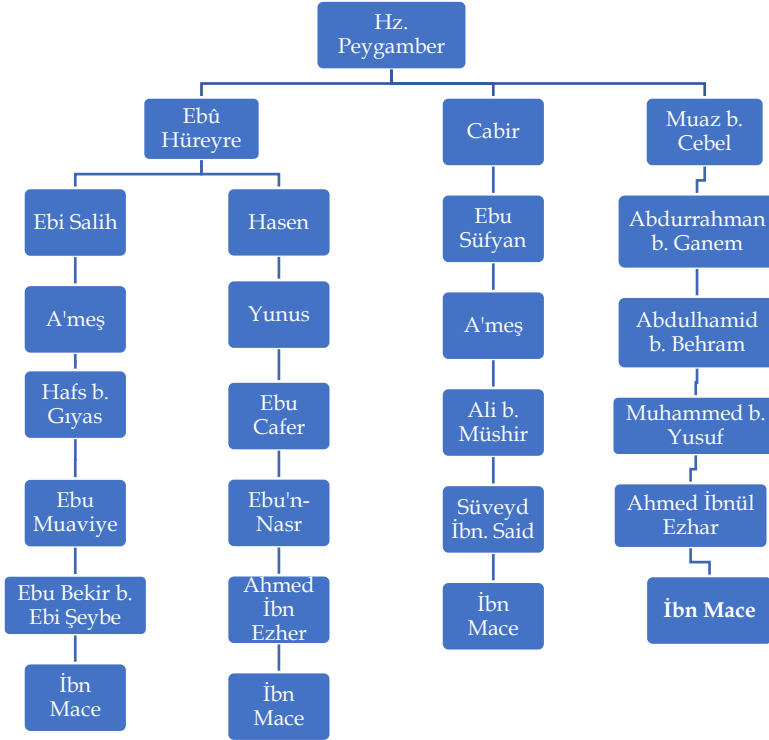 Hz.
Peygamber
Ebû
Hüreyre
Cabir
Muaz b.
Cebel
Ebi Salih
Hasen
Ebu
Süfyan
Abdurrahman
b. Ganem
A'meş
Yunus
A'meş
Abdulhamid
b. Behram
Hafs b.
Gıyas
Ebu
Cafer
Ali b.
Müshir
Muhammed b.
Yusuf
Ebu
Muaviye
Ebu'n-
Nasr
Süveyd
İbn. Said
Ahmed İbnül
Ezhar
Ebu Bekir b.
Ebi Şeybe
Ahmed
İbn
Ezher
İbn
Mace
İbn Mace
İbn
Mace
İbn
Mace